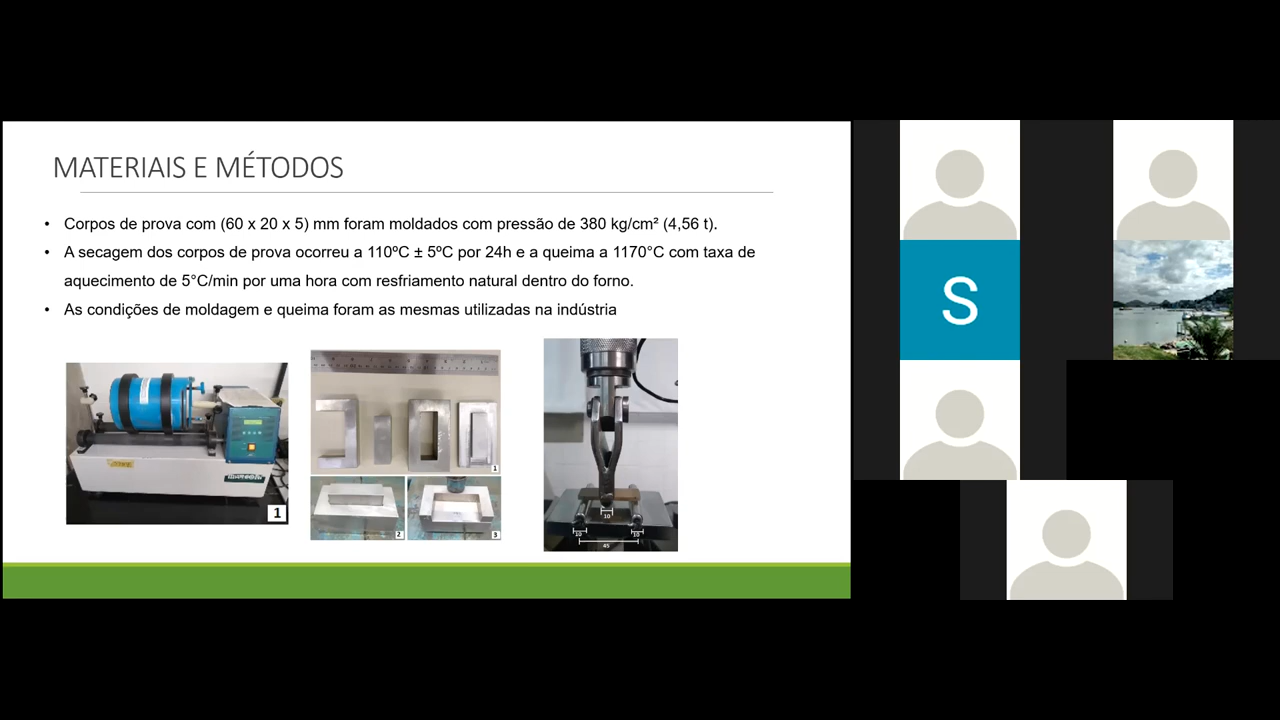 MATERIAIS E MÉTODOS
• Corpos de prova com (60 x 20 x 5) mm foram moldados com pressão de 380 kg/cm² (4,56 t).
• A secagem dos corpos de prova ocorreu a 110ºC ± 5ºC por 24h e a queima a 1170°C com taxa de
aquecimento de 5°C/min por uma hora com resfriamento natural dentro do forno.
• As condições de moldagem e queima foram as mesmas utilizadas na indústria
1
1
2
3
10
10
10
45
S